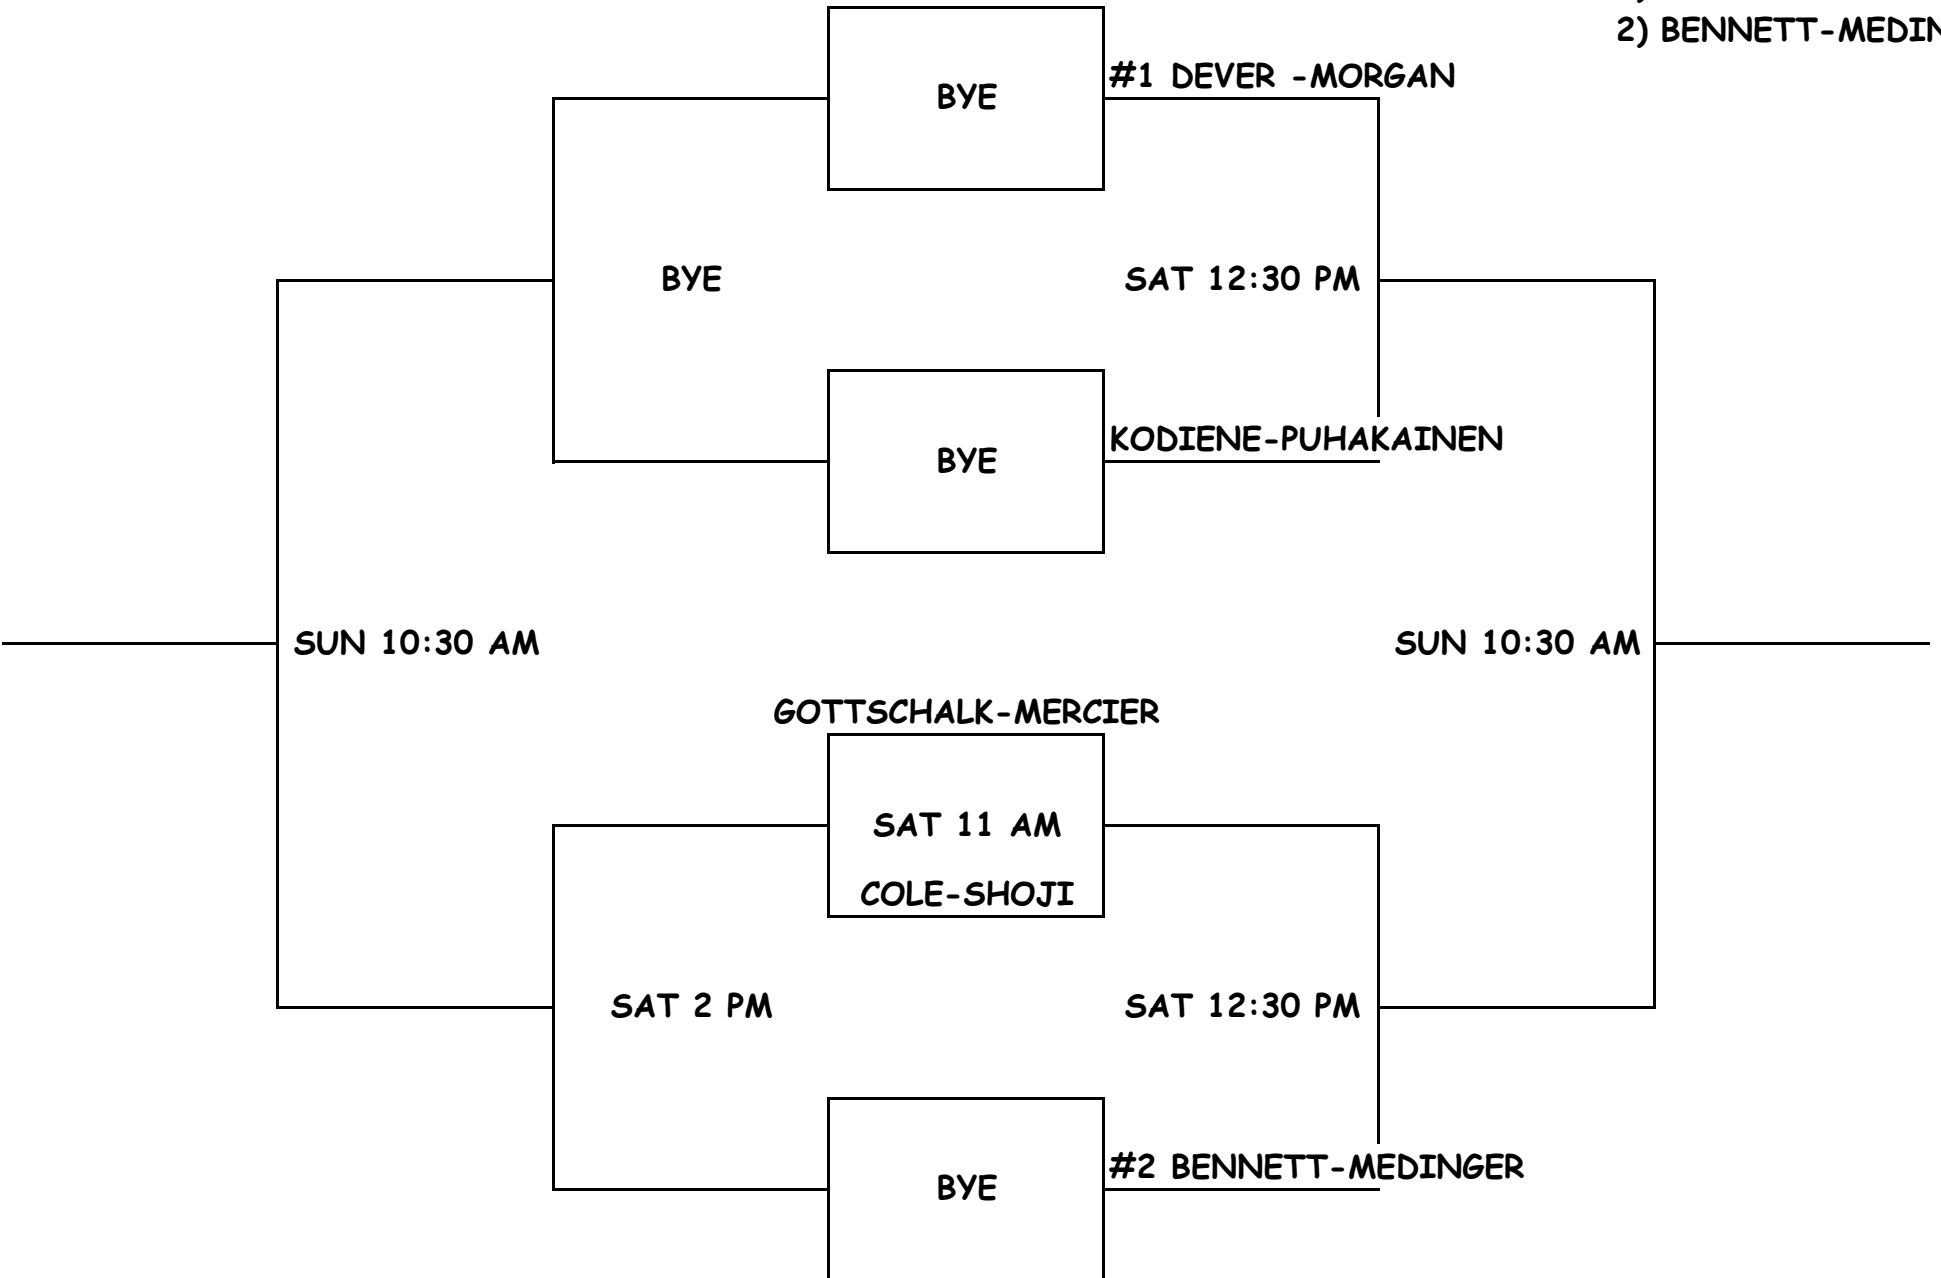 2) BENNETT-MEDIN
#1 DEVER -MORGAN
BYE
BYE
SAT 12:30 PM
KODIENE-PUHAKAINEN
BYE
SUN 10:30 AM
SUN 10:30 AM
GOTTSCHALK-MERCIER
SAT 11 AM
COLE-SHOJI
SAT 2 PM
SAT 12:30 PM
#2 BENNETT-MEDINGER
BYE